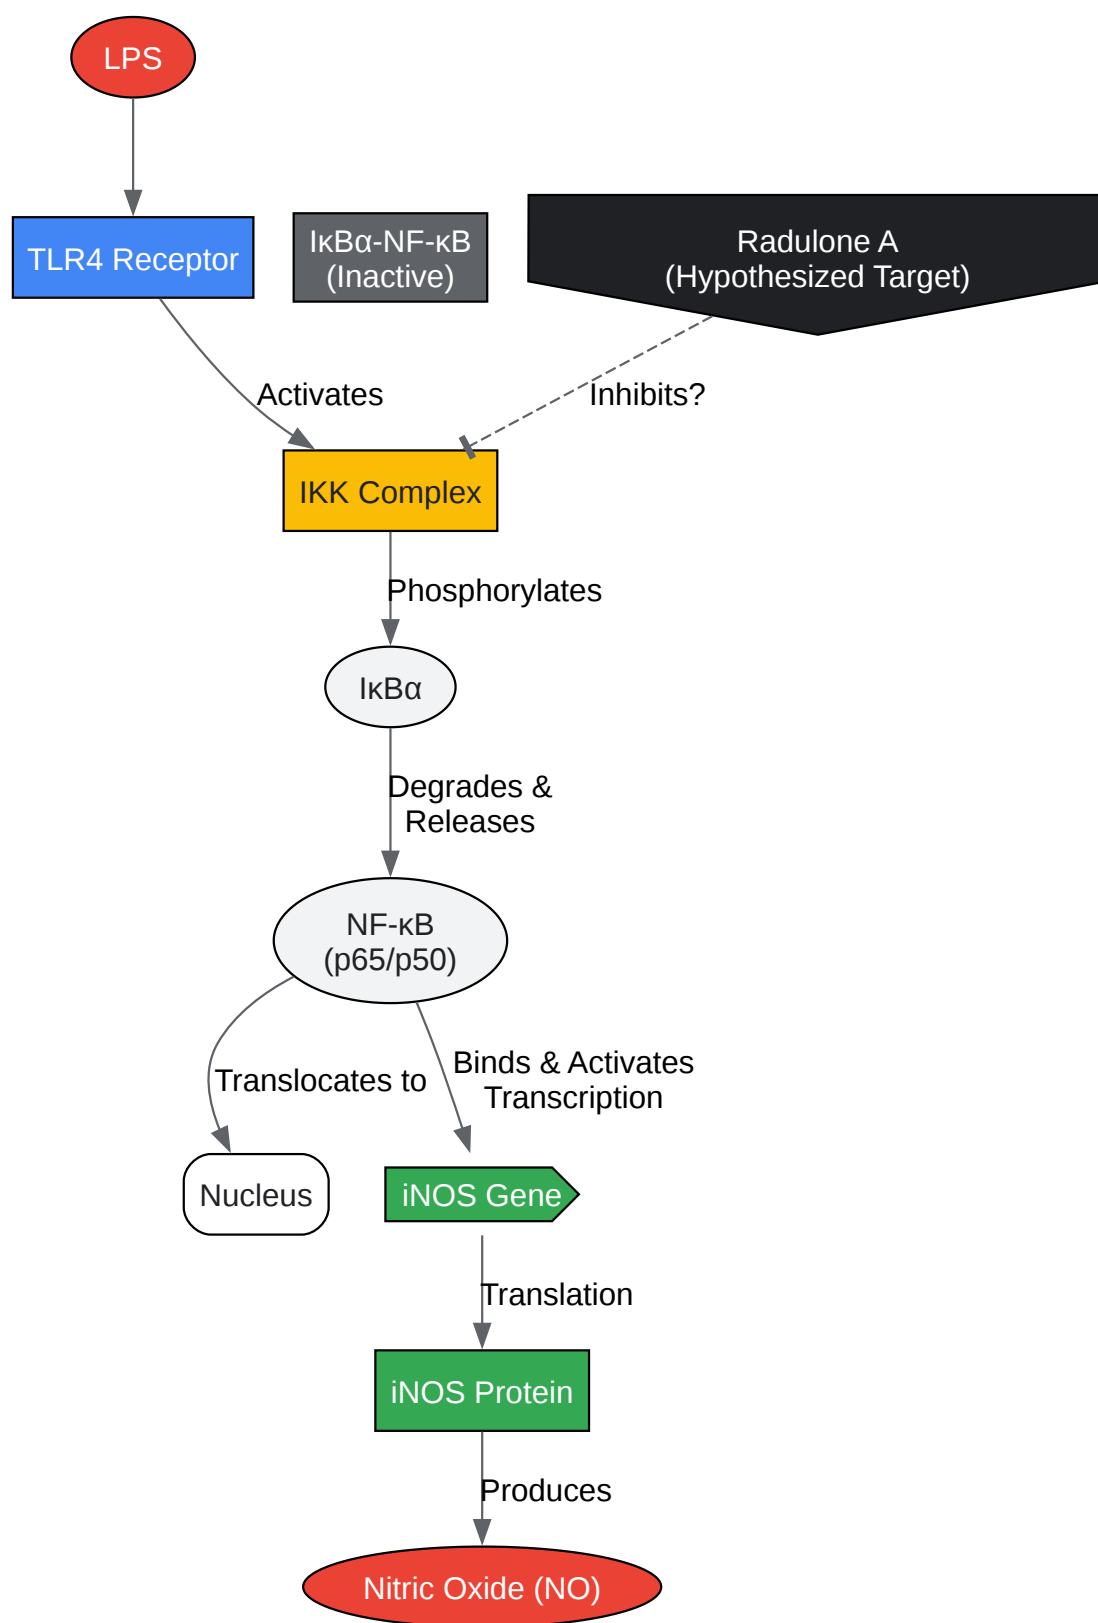 LPS
TLR4 Receptor
IκBα-NF-κB
(Inactive)
Radulone A
(Hypothesized Target)
Activates
Inhibits?
IKK Complex
Phosphorylates
IκBα
Degrades &
Releases
NF-κB
(p65/p50)
Translocates to
Binds & Activates
Transcription
Nucleus
iNOS Gene
Translation
iNOS Protein
Produces
Nitric Oxide (NO)